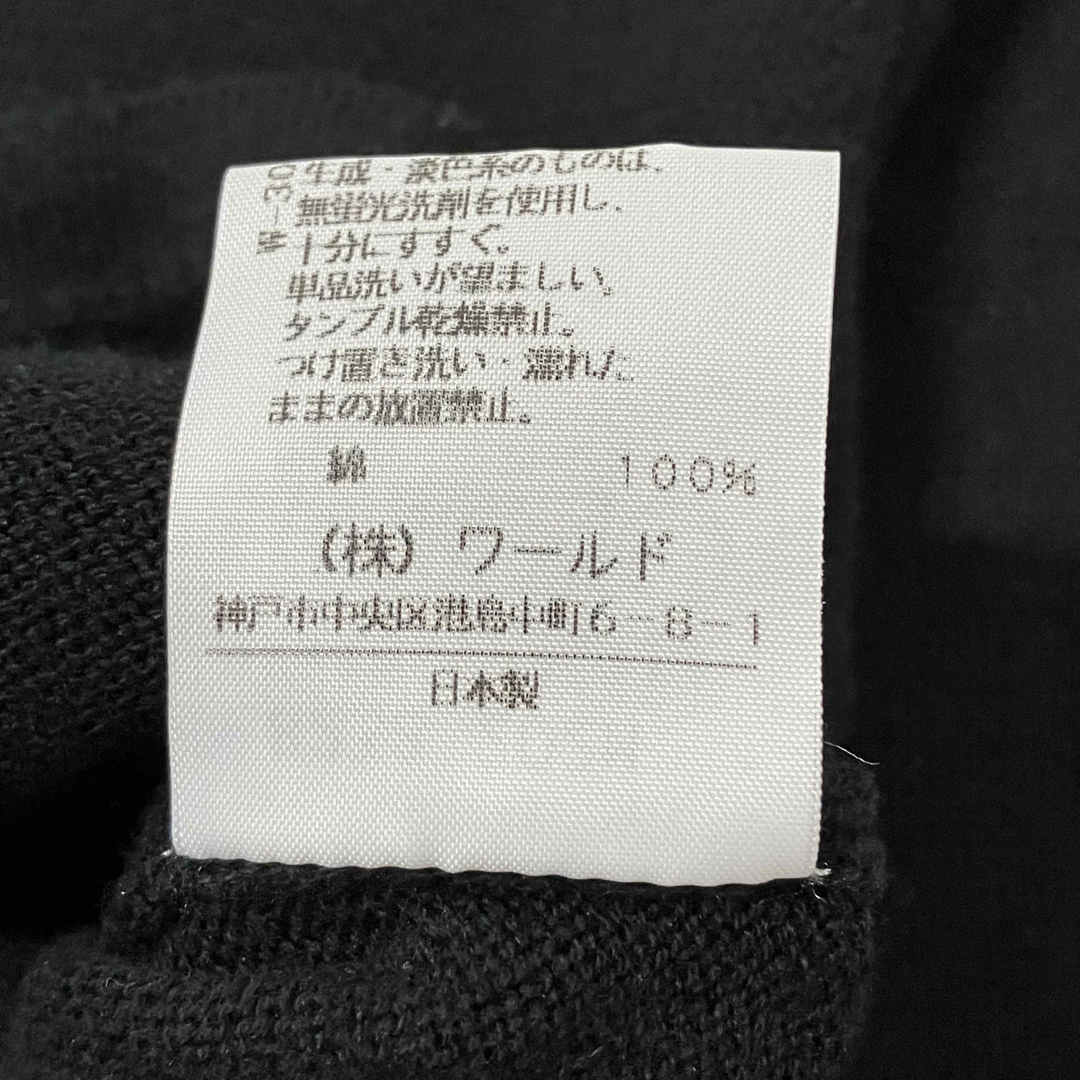 生成・淡色系のものは、
無蛍光洗剤を使用し、
十分にすすぐ。
単品洗いが望ましい。
タンブル乾燥禁止。
つけ置き洗い・濡れた
ままの放置禁止。
綿 100%
(株) ワールド
神戸市中央区港島中町6-8-1
日本製